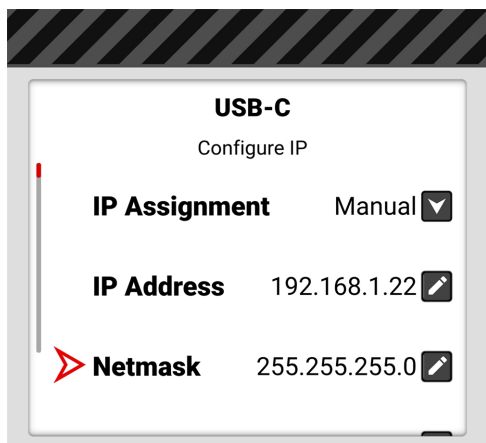 USB-C
Configure IP
IP Assignment Manual
IP Address 192.168.1.22
Netmask 255.255.255.0